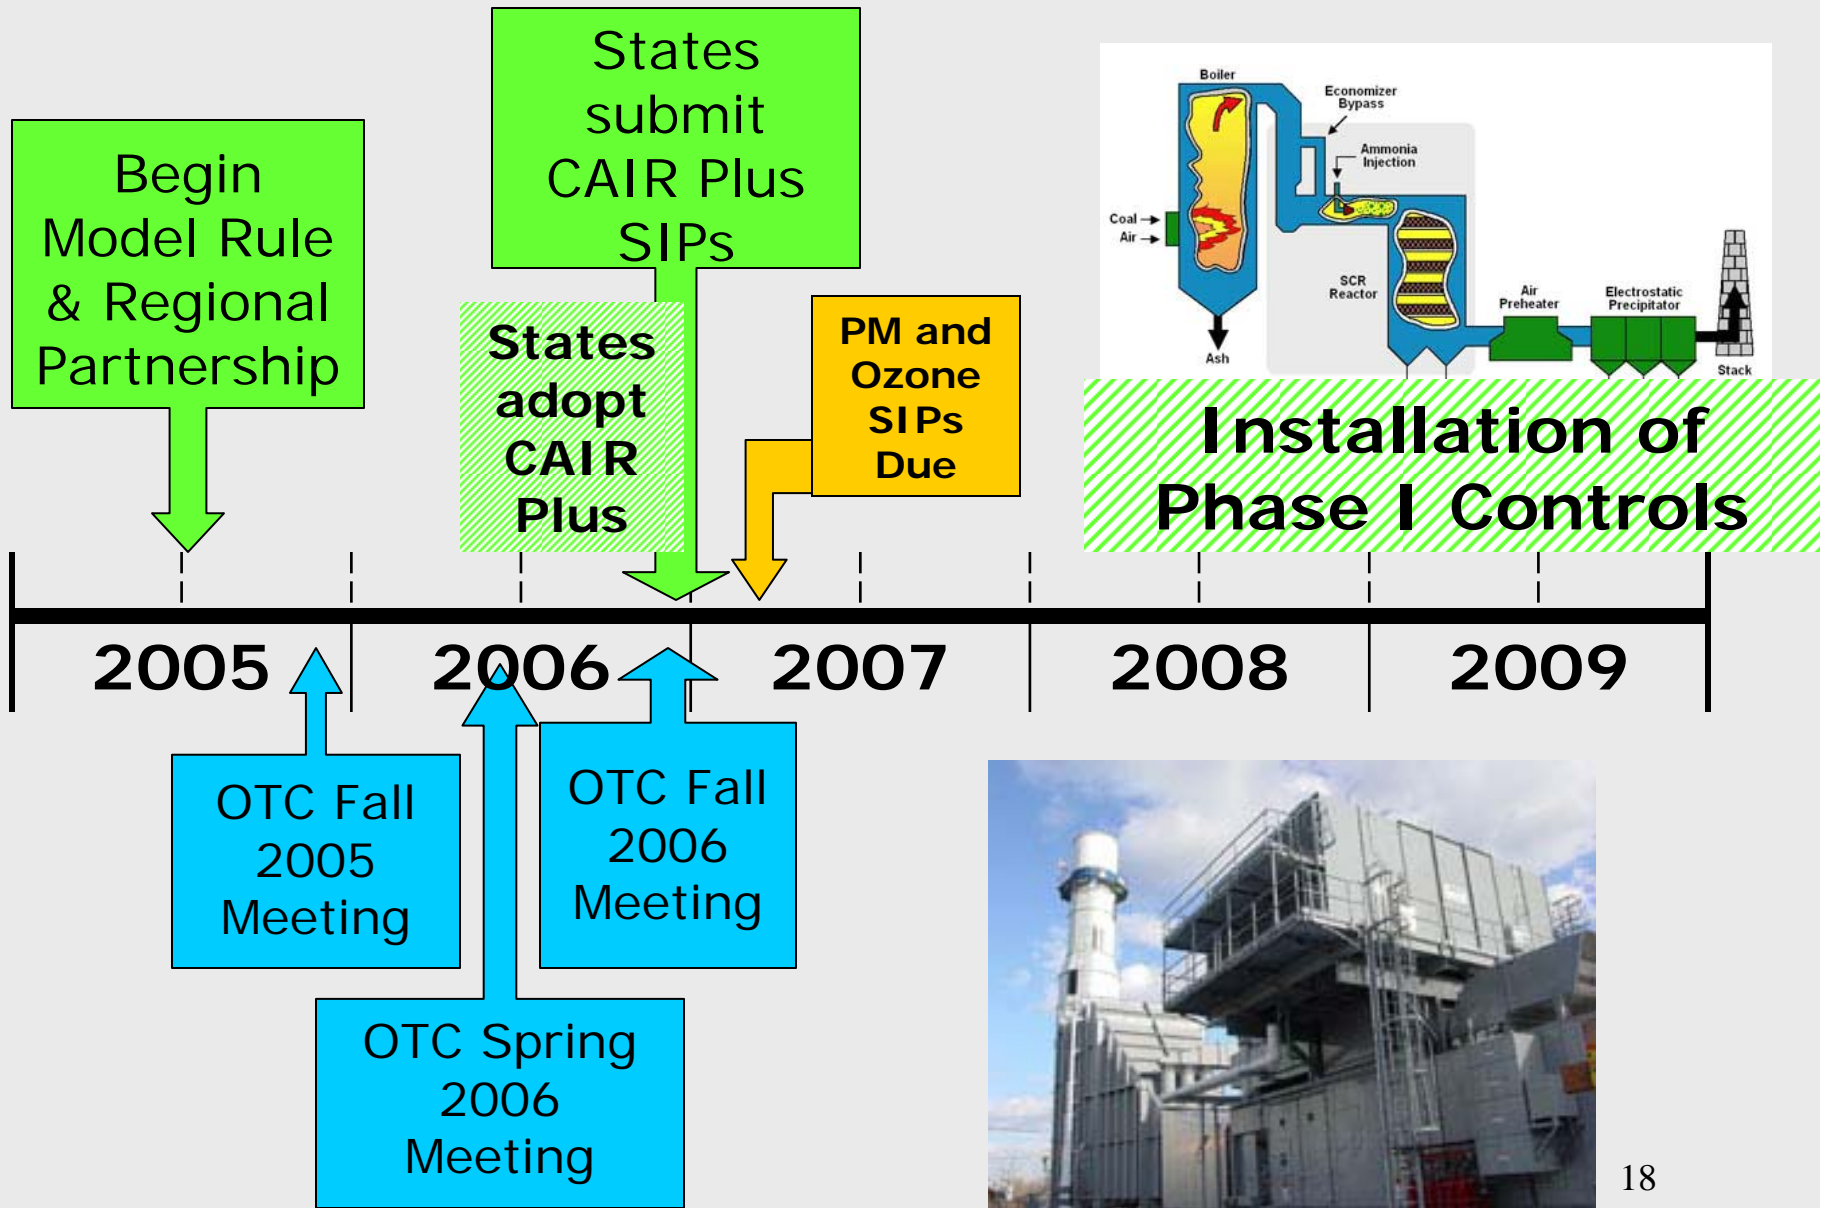 Begin
Model Rule
& Regional
Partnership
States
submit
CAIR Plus
SIPs
States
adopt
CAIR
Plus
PM and
Ozone
SIPs
Due
Boiler
Economizer
Bypass
Ammonia
Injection
Coal
Air
SCR
Reactor
Air
Preheater
Electrostatic
Precipitator
Ash
Stack
Installation of
Phase I Controls
2005
2006
2007
2008
2009
OTC Fall
2005
Meeting
OTC Spring
2006
Meeting
OTC Fall
2006
Meeting
18